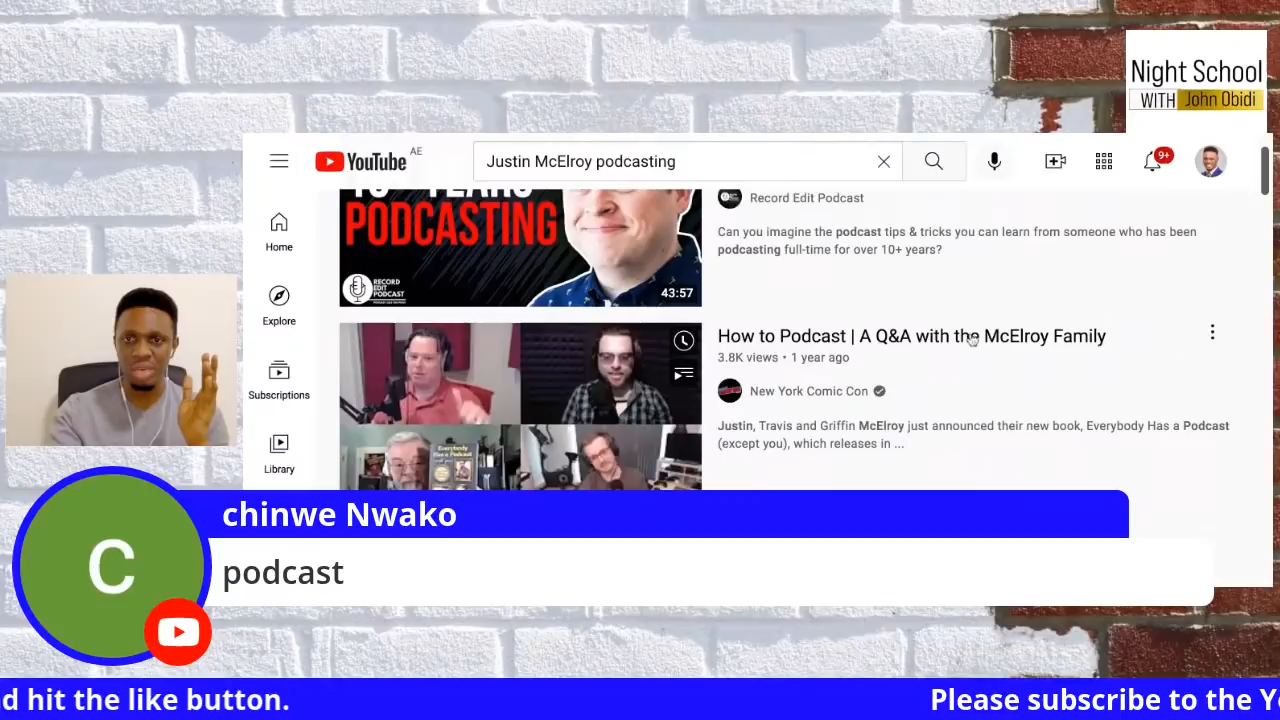 Night School
WITH John Obidi
YouTube AE
Justin McElroy podcasting
9+
Home
Explore
Subscriptions
Library
PODCASTING
RECORD
EDIT
PODCAST
43:57
Record Edit Podcast
Can you imagine the podcast tips & tricks you can learn from someone who has been
podcasting full-time for over 10+ years?
How to Podcast | A Q&A with the McElroy Family
3.8K views • 1 year ago
New York Comic Con
Justin, Travis and Griffin McElroy just announced their new book, Everybody Has a Podcast
(except you), which releases in ...
Everybody
Has a Podcast
C
chinwe Nwako
podcast
d hit the like button.
Please subscribe to the Y